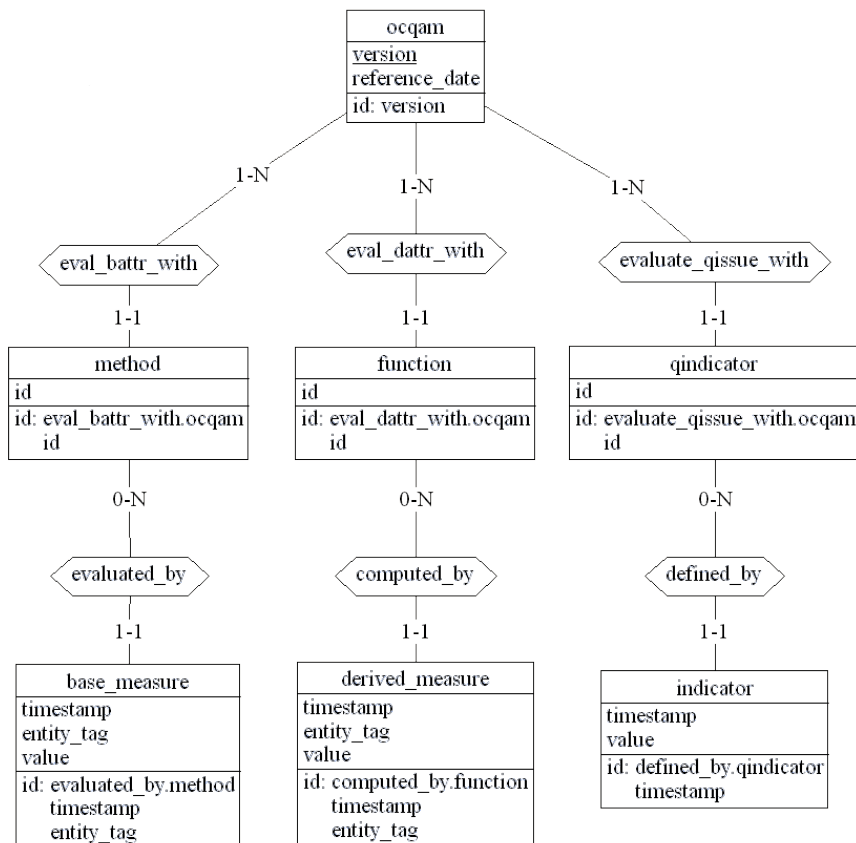 ocqam
version
reference_date
id: version
1-N
1-N
1-N
eval_battr_with
eval_dattr_with
evaluate_qissue_with
1-1
1-1
1-1
method
id
id: eval_battr_with.ocqam
id
function
id
id: eval_dattr_with.ocqam
id
qindicator
id
id: evaluate_qissue_with.ocqam
id
0-N
0-N
0-N
evaluated_by
computed_by
defined_by
1-1
1-1
1-1
base_measure
timestamp
entity_tag
value
id: evaluated_by.method
timestamp
entity_tag
derived_measure
timestamp
entity_tag
value
id: computed_by.function
timestamp
entity_tag
indicator
timestamp
value
id: defined_by.qindicator
timestamp